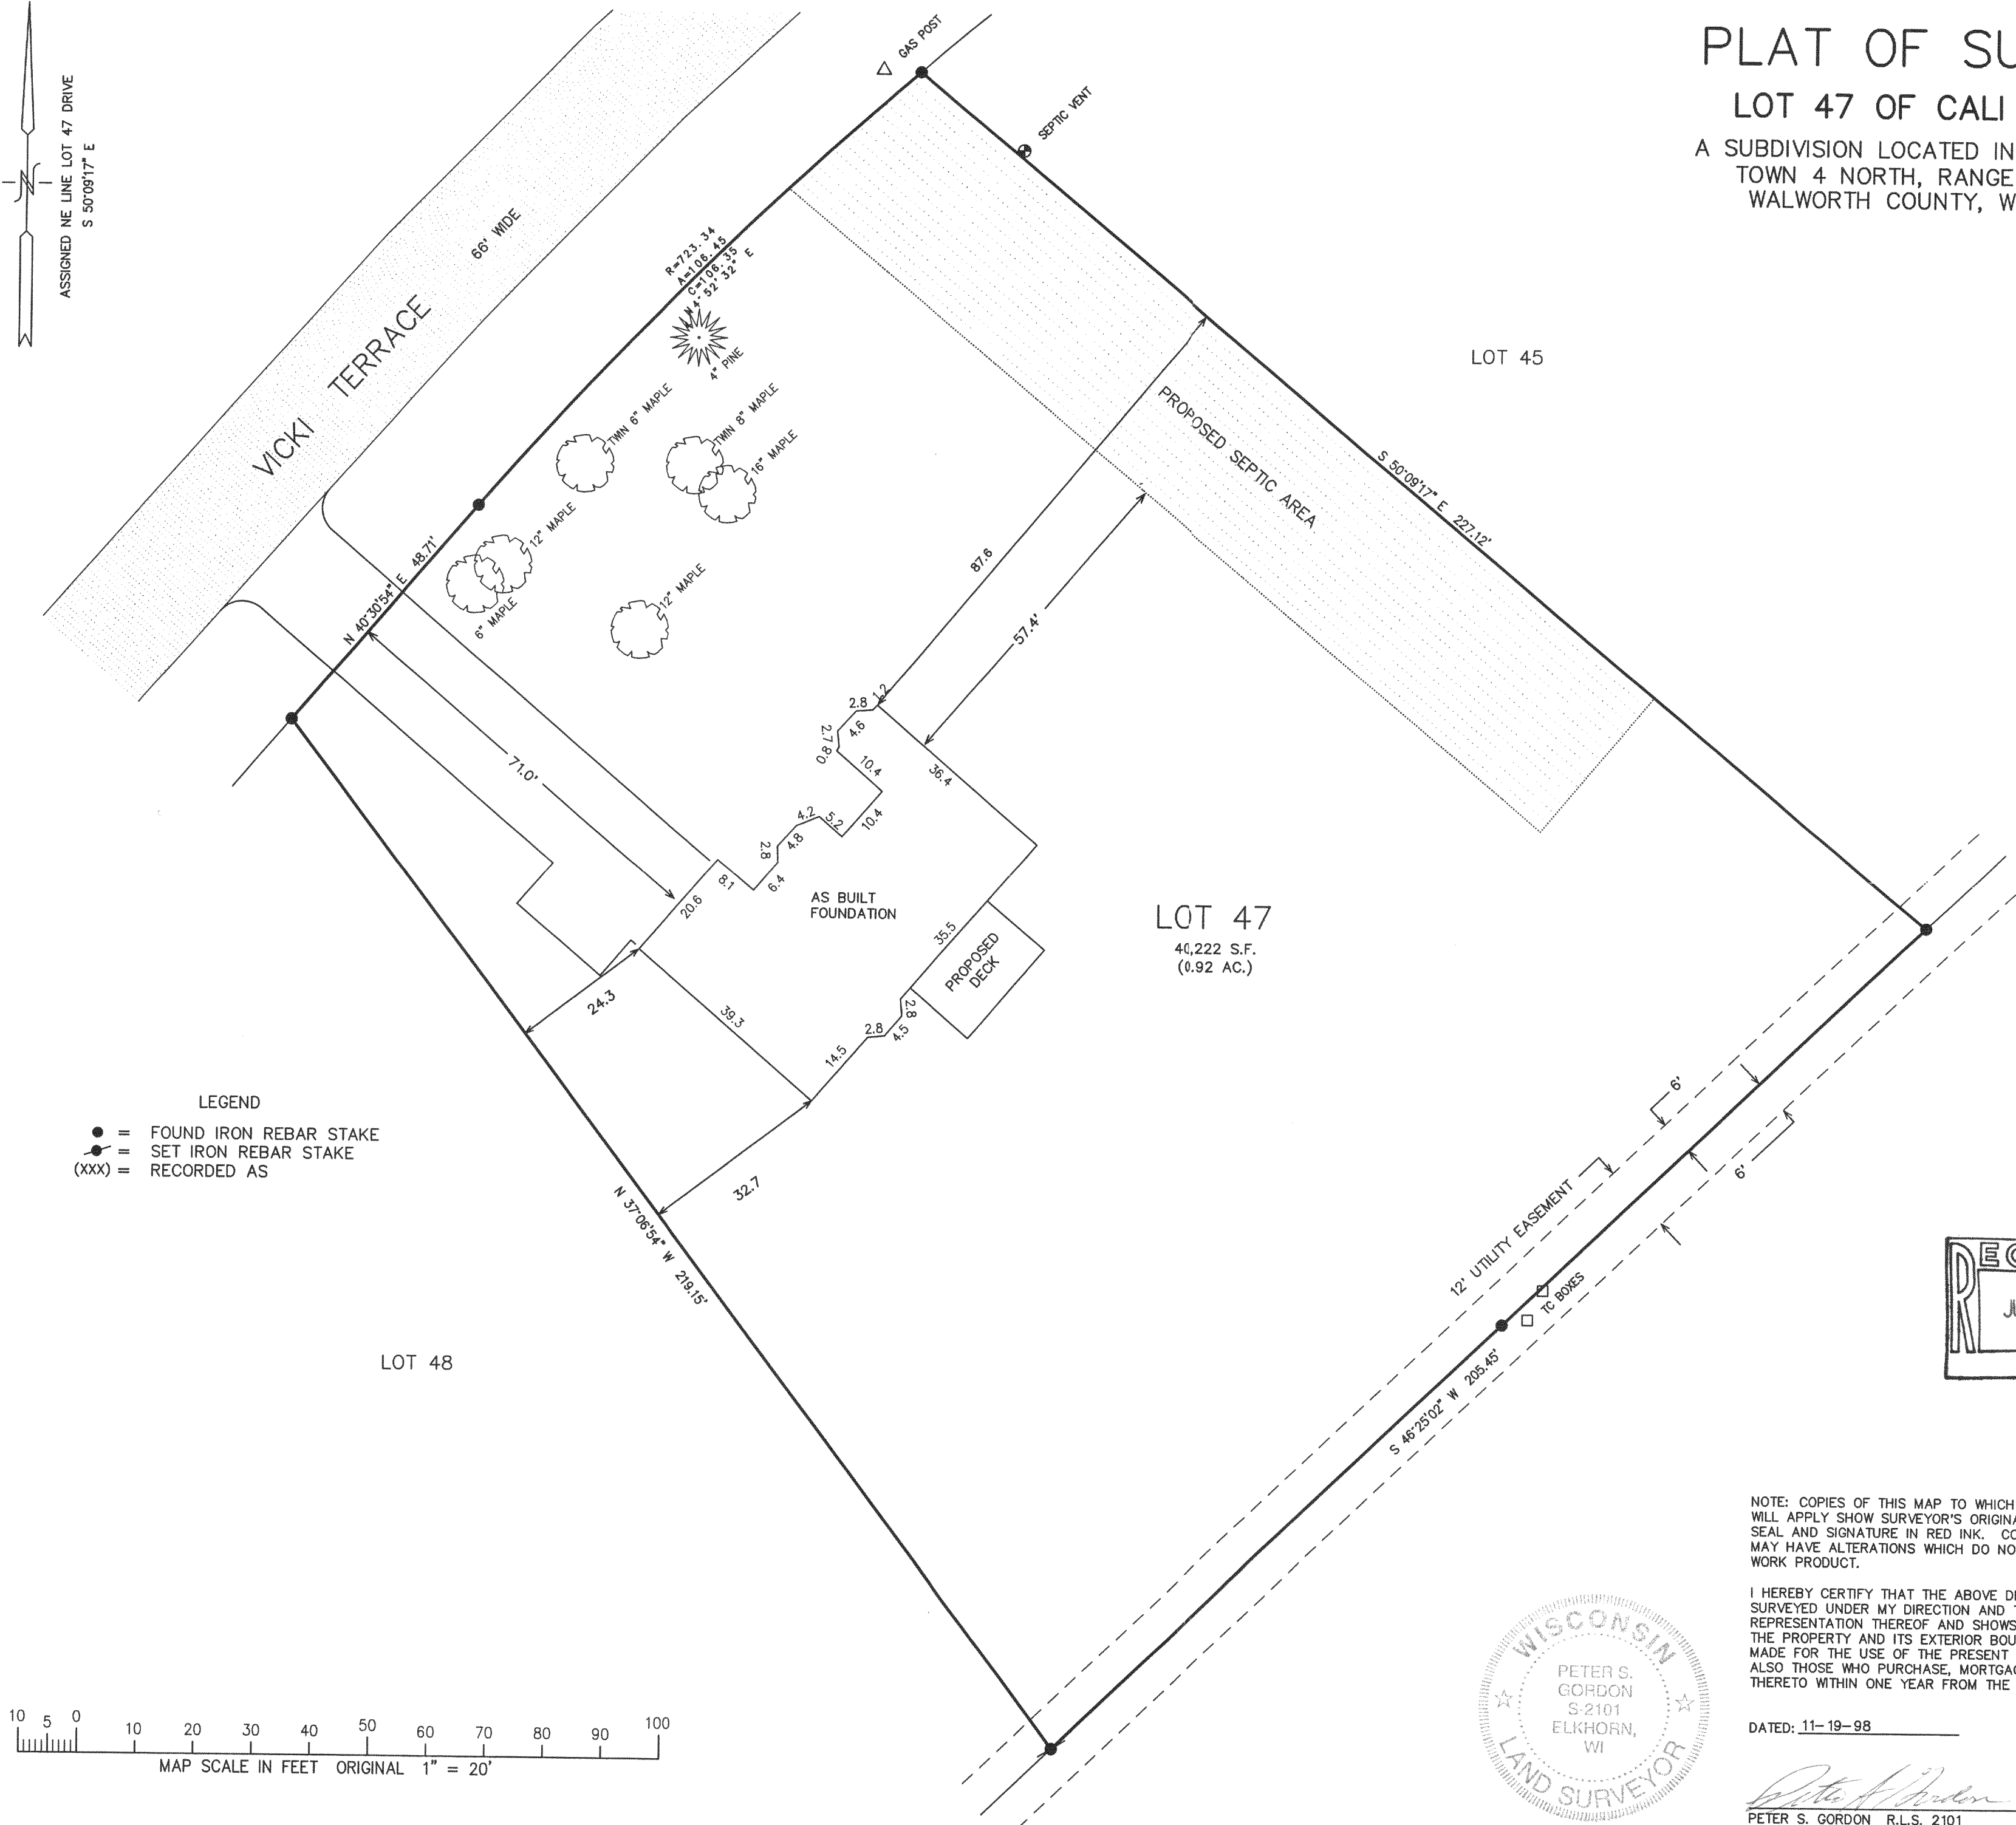 PLAT OF SU
LOT 47 OF CALI
A SUBDIVISION LOCATED IN
TOWN 4 NORTH, RANGE
WALWORTH COUNTY, W
ASSIGNED NE LINE LOT 47 DRIVE
S 50°09'17" E
N
GAS POST
SEPTIC VENT
66' WIDE
VICKI TERRACE
R=723.34
A=106.45
C=106.35
4" PINE
TWIN 6" MAPLE
TWIN 8" MAPLE
16" MAPLE
12" MAPLE
6" MAPLE
12" MAPLE
LOT 45
PROPOSED SEPTIC AREA
S 50°09'17" E 227.12'
N 40°30'54" E 48.71'
87.6
57.4'
71.0'
1.2
2.8
4.6
2.7
0.8
10.4
36.4
10.4
4.2
5.2
4.8
2.8
6.4
8.1
20.6
AS BUILT
FOUNDATION
35.5
PROPOSED
DECK
LOT 47
40,222 S.F.
(0.92 AC.)
24.3
39.3
2.8
2.8
4.5
14.5
32.7
N 37°06'54" W 219.15'
LEGEND
= FOUND IRON REBAR STAKE
= SET IRON REBAR STAKE
(XXX) = RECORDED AS
6'
6'
12' UTILITY EASEMENT
TC BOXES
S 46°25'02" W 205.45'
LOT 48
JU
NOTE: COPIES OF THIS MAP TO WHICH
WILL APPLY SHOW SURVEYOR'S ORIGINA
SEAL AND SIGNATURE IN RED INK. CO
MAY HAVE ALTERATIONS WHICH DO NO
WORK PRODUCT.
I HEREBY CERTIFY THAT THE ABOVE DE
SURVEYED UNDER MY DIRECTION AND T
REPRESENTATION THEREOF AND SHOWS
THE PROPERTY AND ITS EXTERIOR BOU
MADE FOR THE USE OF THE PRESENT
ALSO THOSE WHO PURCHASE, MORTGAG
THERETO WITHIN ONE YEAR FROM THE
DATED: 11-19-98
PETER S. GORDON R.L.S. 2101
WISCONSIN
PETER S.
GORDON
S-2101
ELKHORN,
WI
LAND SURVEYOR
10 5 0 10 20 30 40 50 60 70 80 90 100
MAP SCALE IN FEET ORIGINAL 1" = 20'